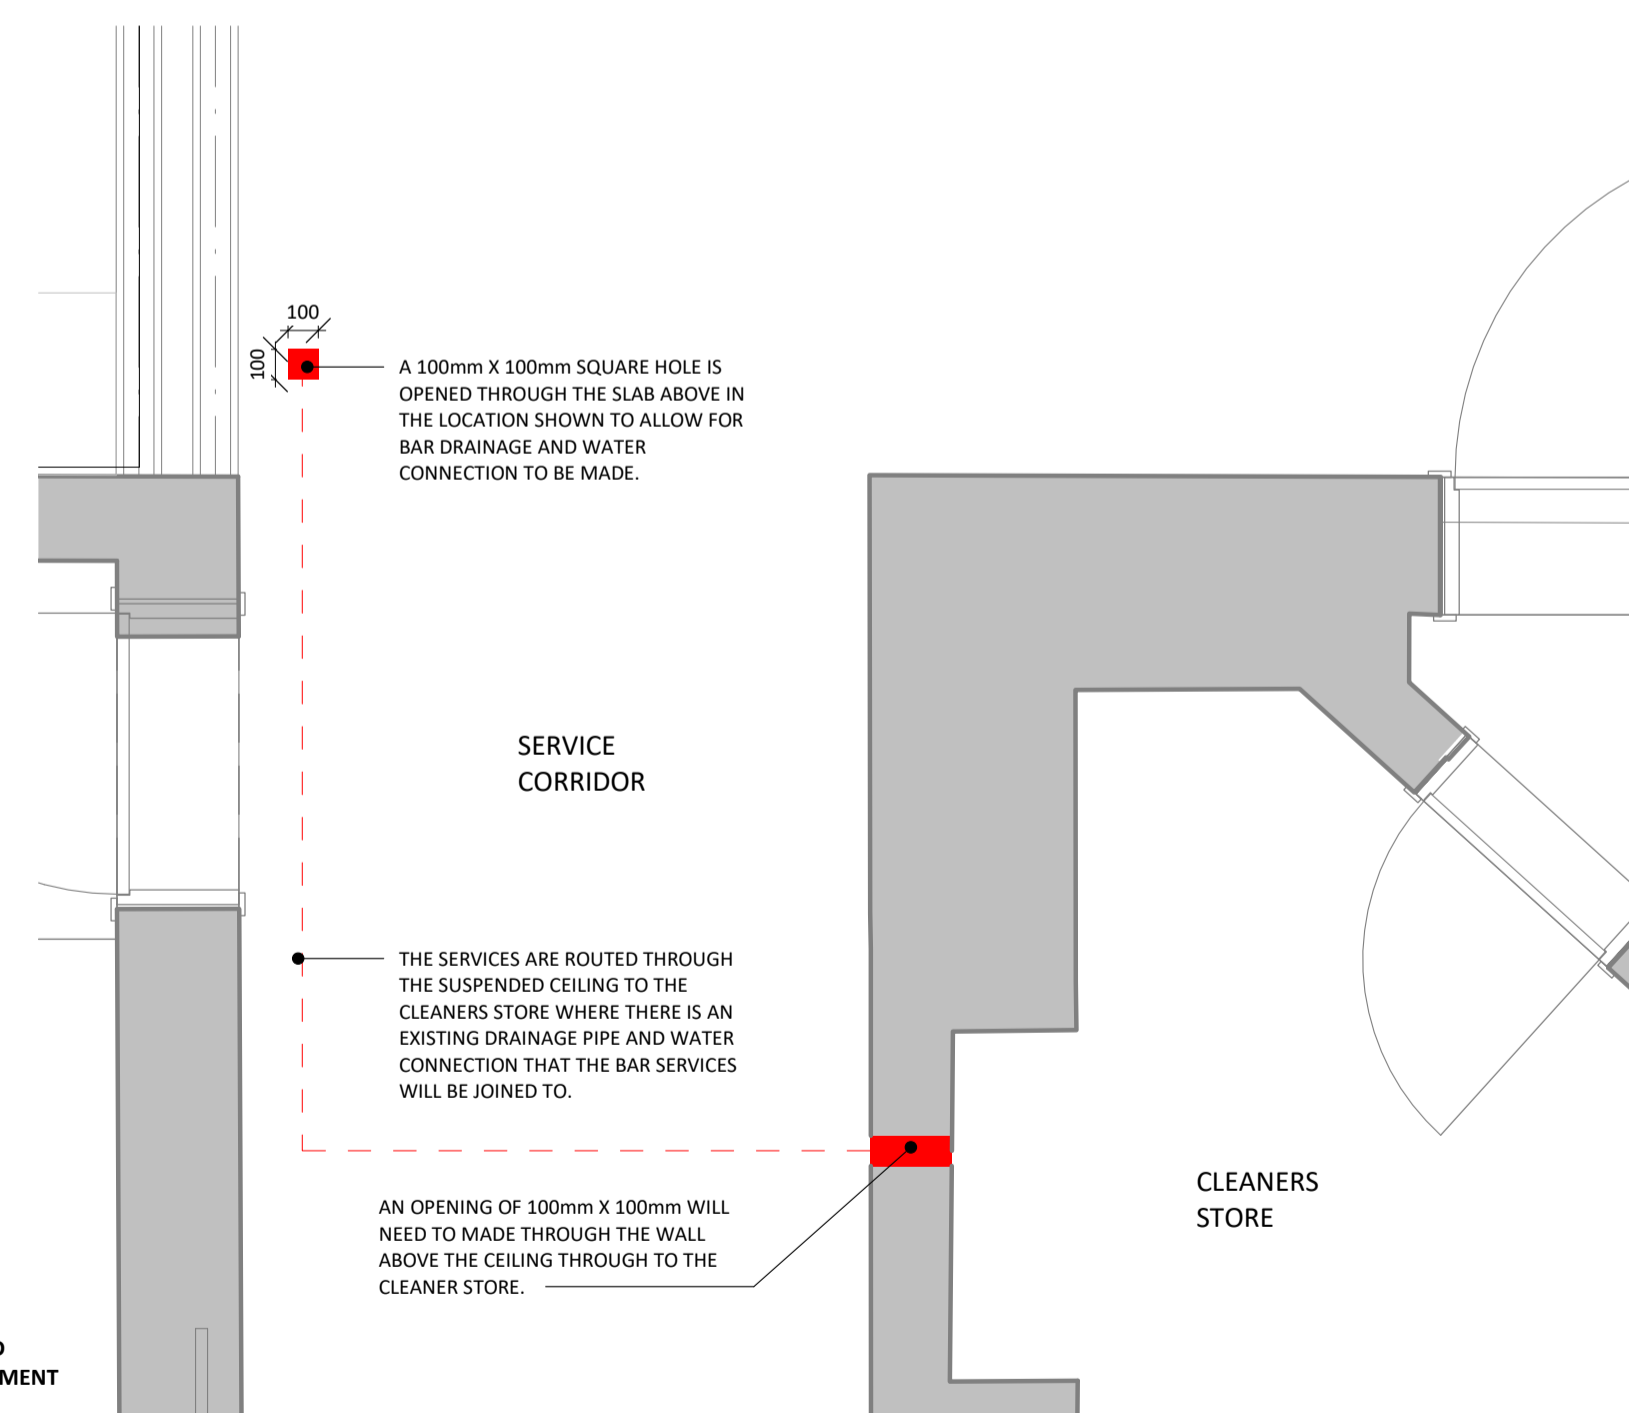 100
100
A 100mm X 100mm SQUARE HOLE IS
OPENED THROUGH THE SLAB ABOVE IN
THE LOCATION SHOWN TO ALLOW FOR
BAR DRAINAGE AND WATER
CONNECTION TO BE MADE.
SERVICE
CORRIDOR
THE SERVICES ARE ROUTED THROUGH
THE SUSPENDED CEILING TO THE
CLEANERS STORE WHERE THERE IS AN
EXISTING DRAINAGE PIPE AND WATER
CONNECTION THAT THE BAR SERVICES
WILL BE JOINED TO.
CLEANERS
STORE
AN OPENING OF 100mm X 100mm WILL
NEED TO MADE THROUGH THE WALL
ABOVE THE CEILING THROUGH TO THE
CLEANER STORE.
MENT